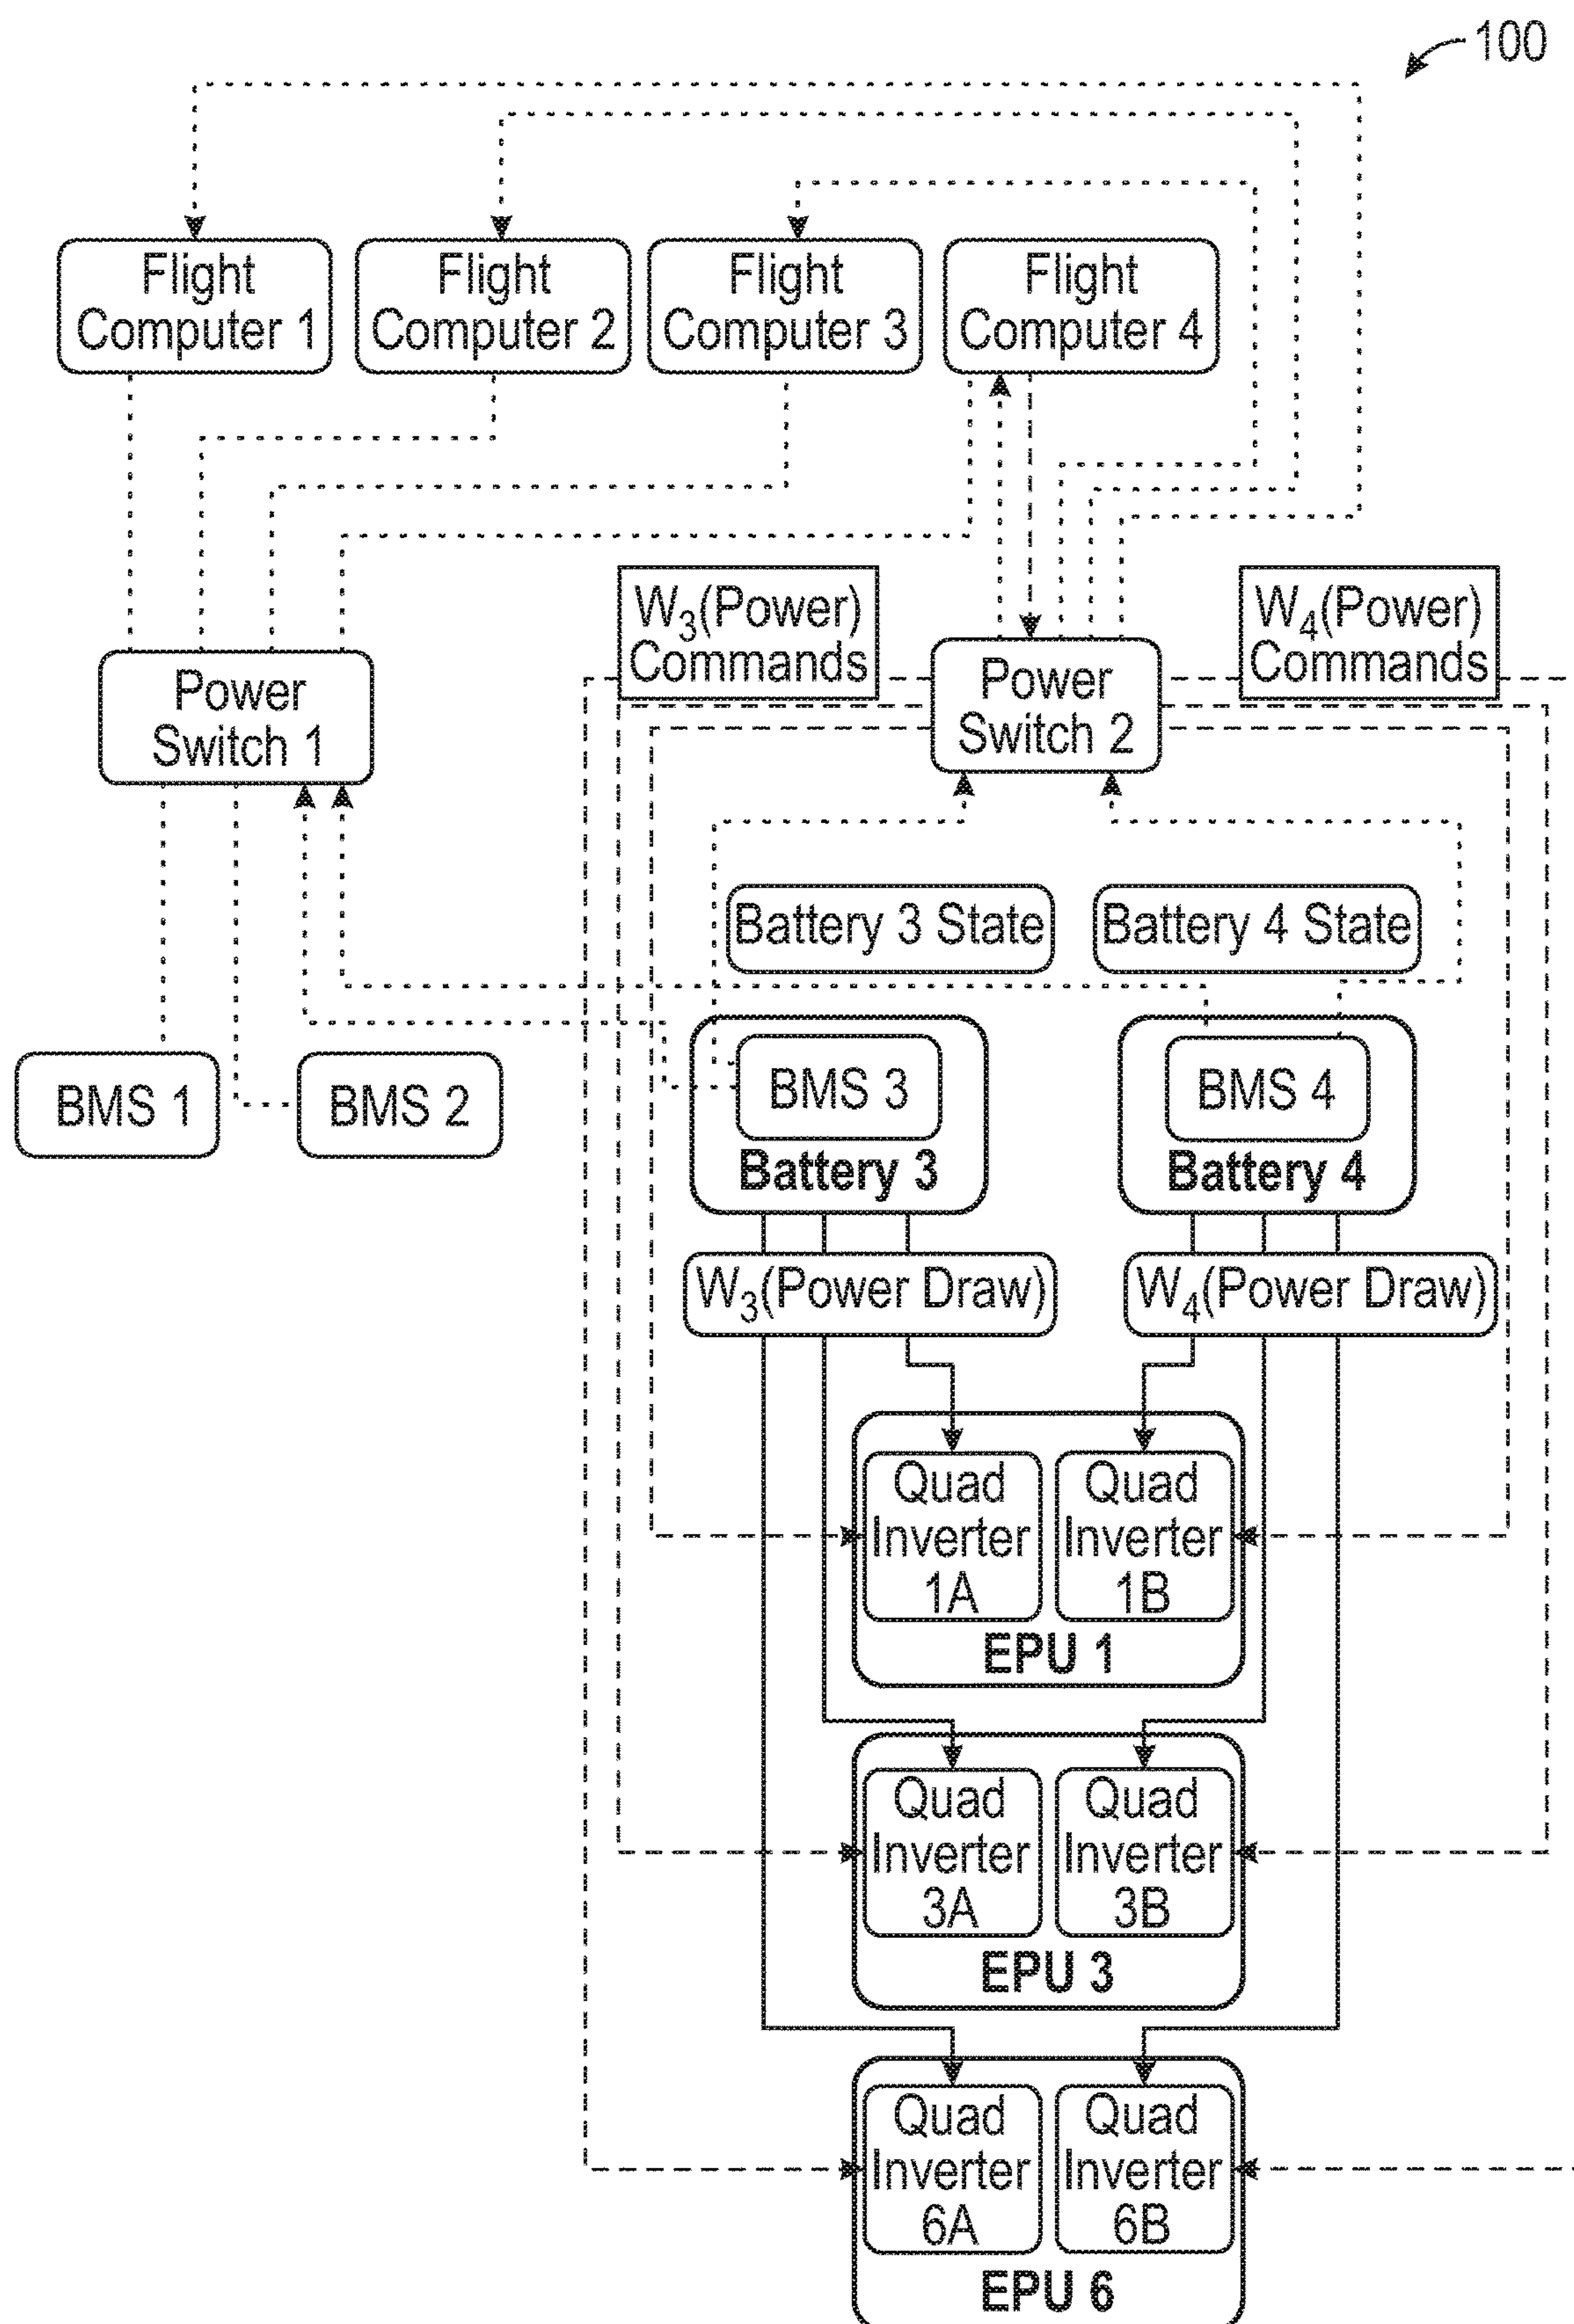 100
Flight
Computer 1
Flight
Computer 2
Flight
Computer 3
Flight
Computer 4
W3(Power)
Commands
W4(Power)
Commands
Power
Switch 1
Power
Switch 2
Battery 3 State
Battery 4 State
BMS 1
BMS 2
BMS 3
Battery 3
BMS 4
Battery 4
W3(Power Draw)
W4(Power Draw)
Quad
Inverter
1A
Quad
Inverter
1B
EPU 1
Quad
Inverter
3A
Quad
Inverter
3B
EPU 3
Quad
Inverter
6A
Quad
Inverter
6B
EPU 6